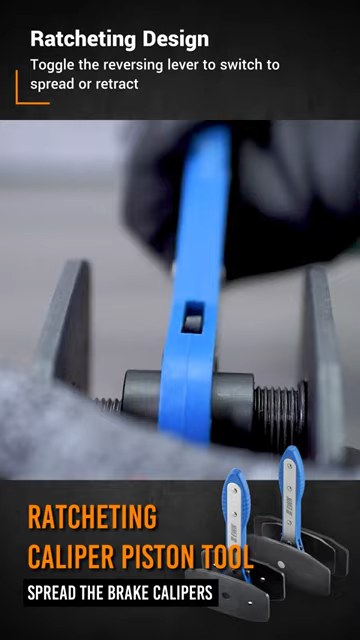 Ratcheting Design
Toggle the reversing lever to switch to
spread or retract
RATCHETING
CALIPER PISTON TOOL
SPREAD THE BRAKE CALIPERS